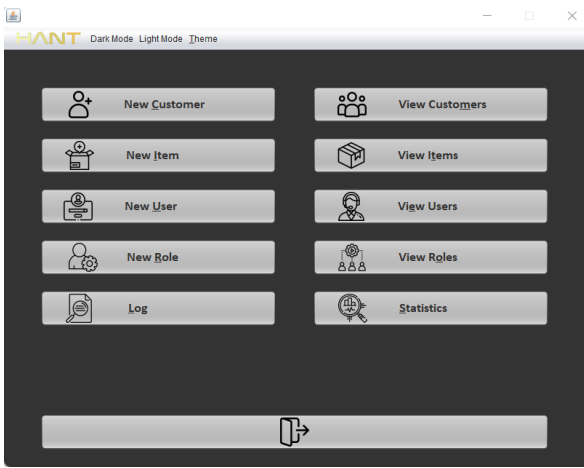 HANT Dark Mode Light Mode Theme
New Customer
View Customers
New Item
View Items
New User
View Users
New Role
View Roles
Log
Statistics